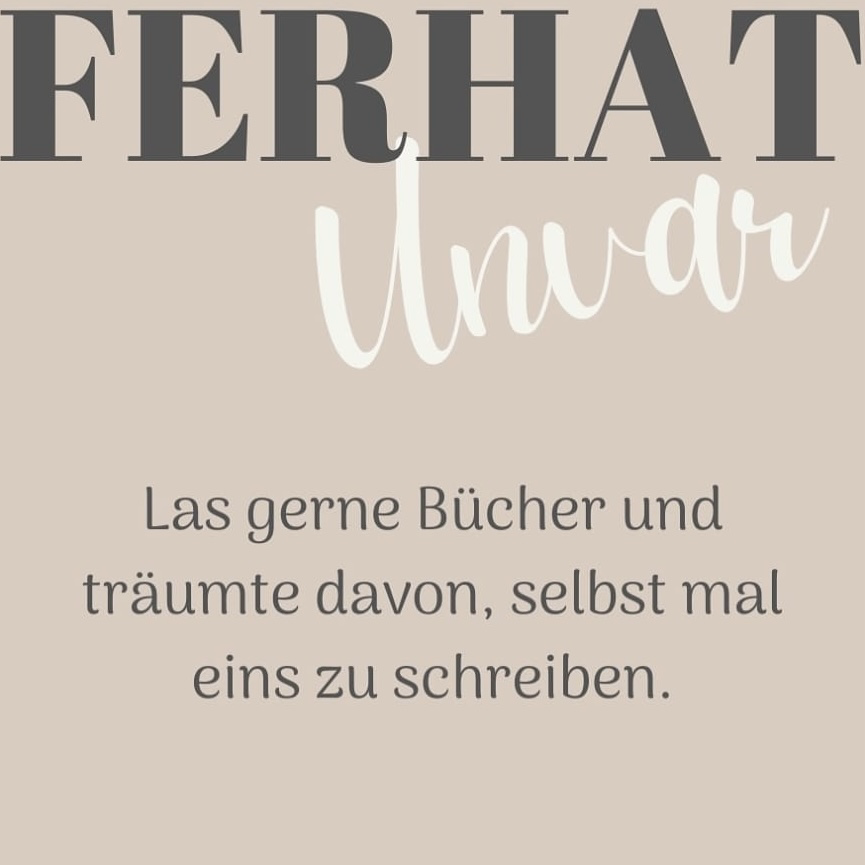 FERHAT
Unvar
Las gerne Bücher und
träumte davon, selbst mal
eins zu schreiben.